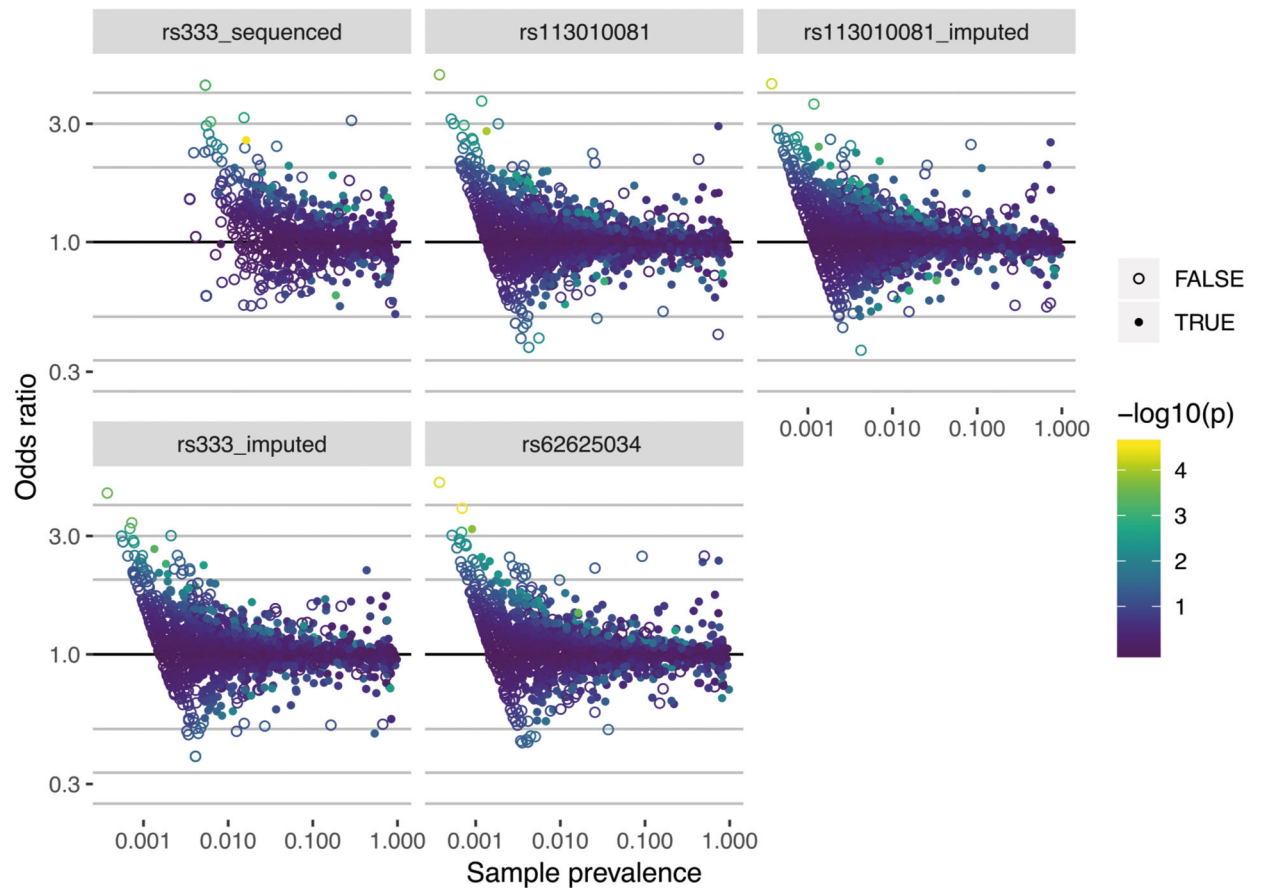 rs333_sequenced
rs113010081
rs113010081_imputed
3.0
1.0
0.3
0.001 0.010 0.100 1.000
rs333_imputed
rs62625034
3.0
1.0
0.3
0.001 0.010 0.100 1.000
0.001 0.010 0.100 1.000
Odds ratio
Sample prevalence
FALSE
TRUE
−log10(p)
4
3
2
1